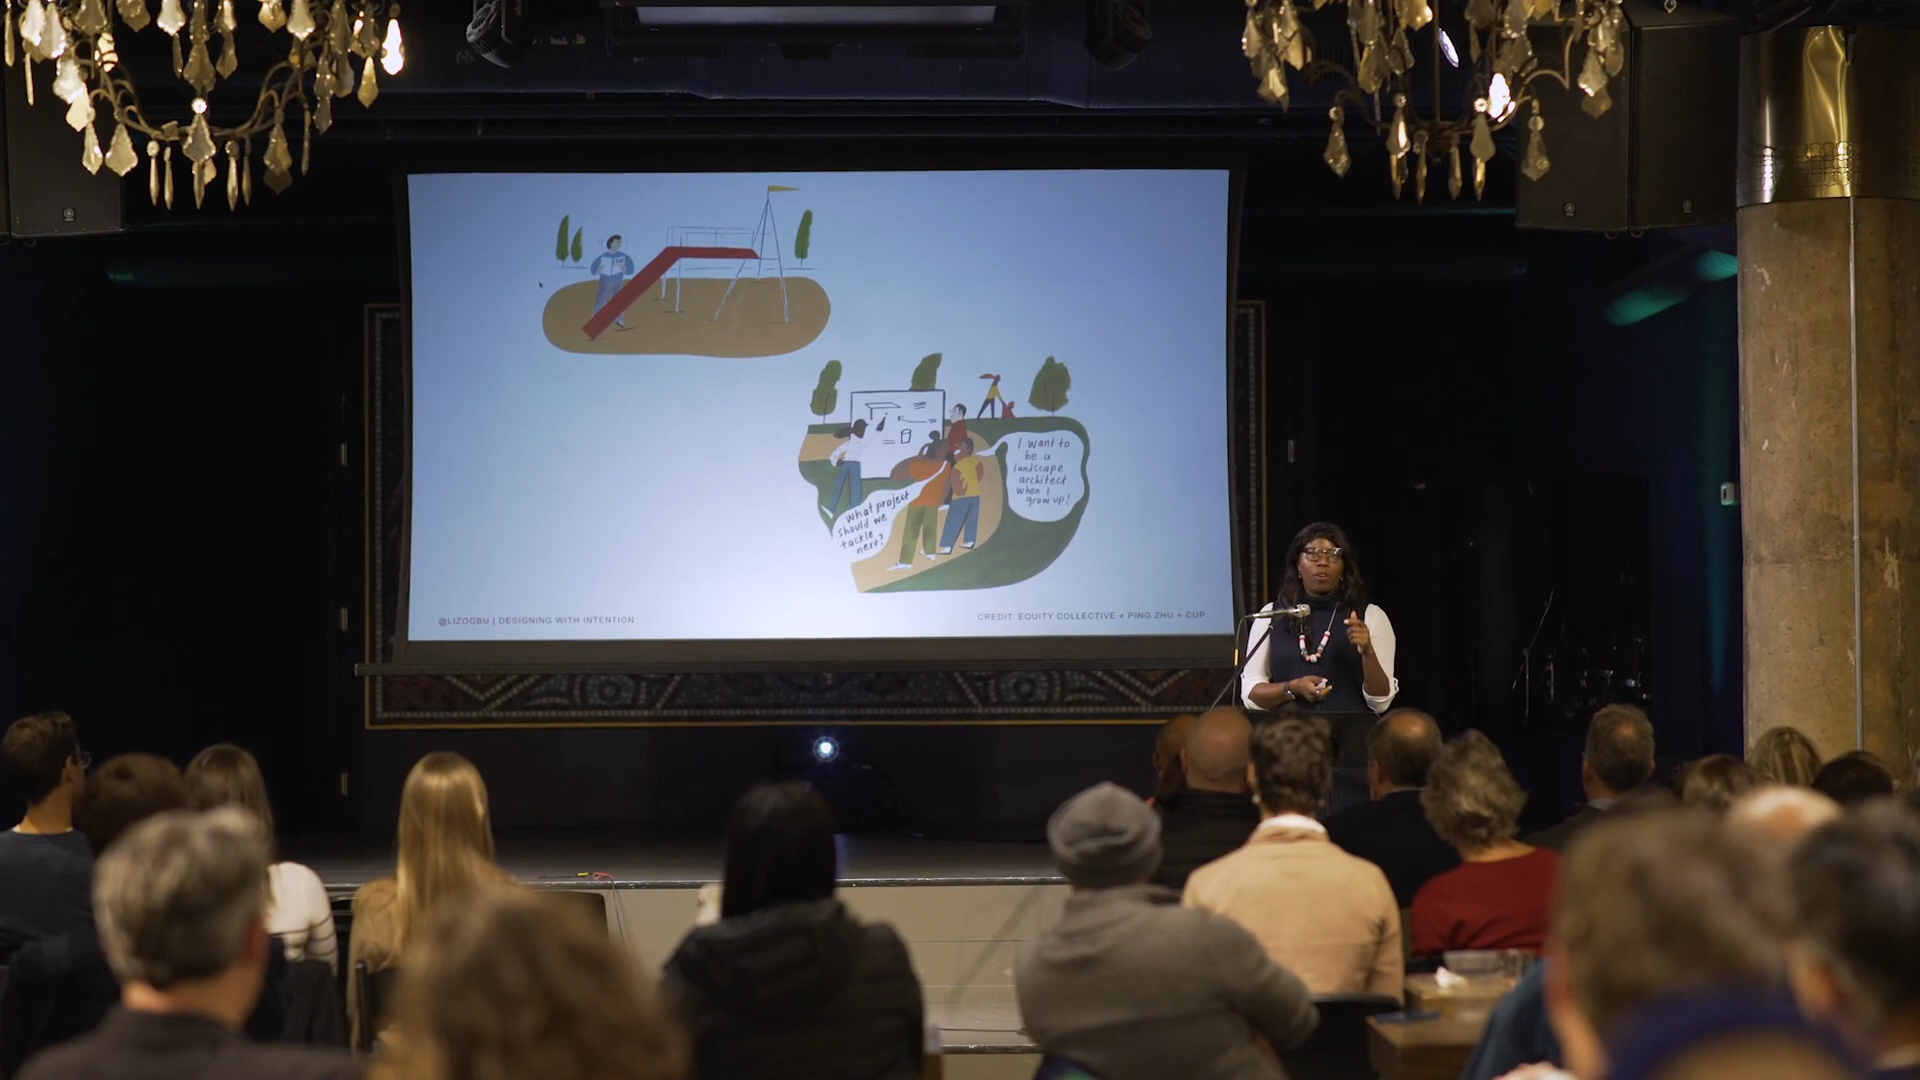 I want to
be a
landscape
architect
when I
grow up!
What project
should we
tackle
next?
@LIZOGBU | DESIGNING WITH INTENTION
CREDIT: EQUITY COLLECTIVE + PING ZHU + CUP